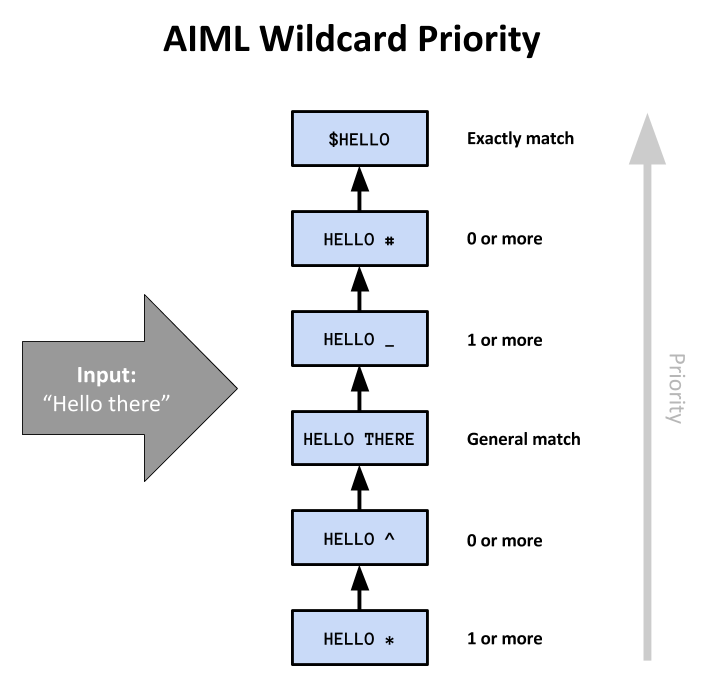 AIML Wildcard Priority
$HELLO Exactly match
HELLO # 0 or more
HELLO _ 1 or more
Input:
“Hello there”
HELLO THERE General match
HELLO ^ 0 or more
HELLO * 1 or more
Priority